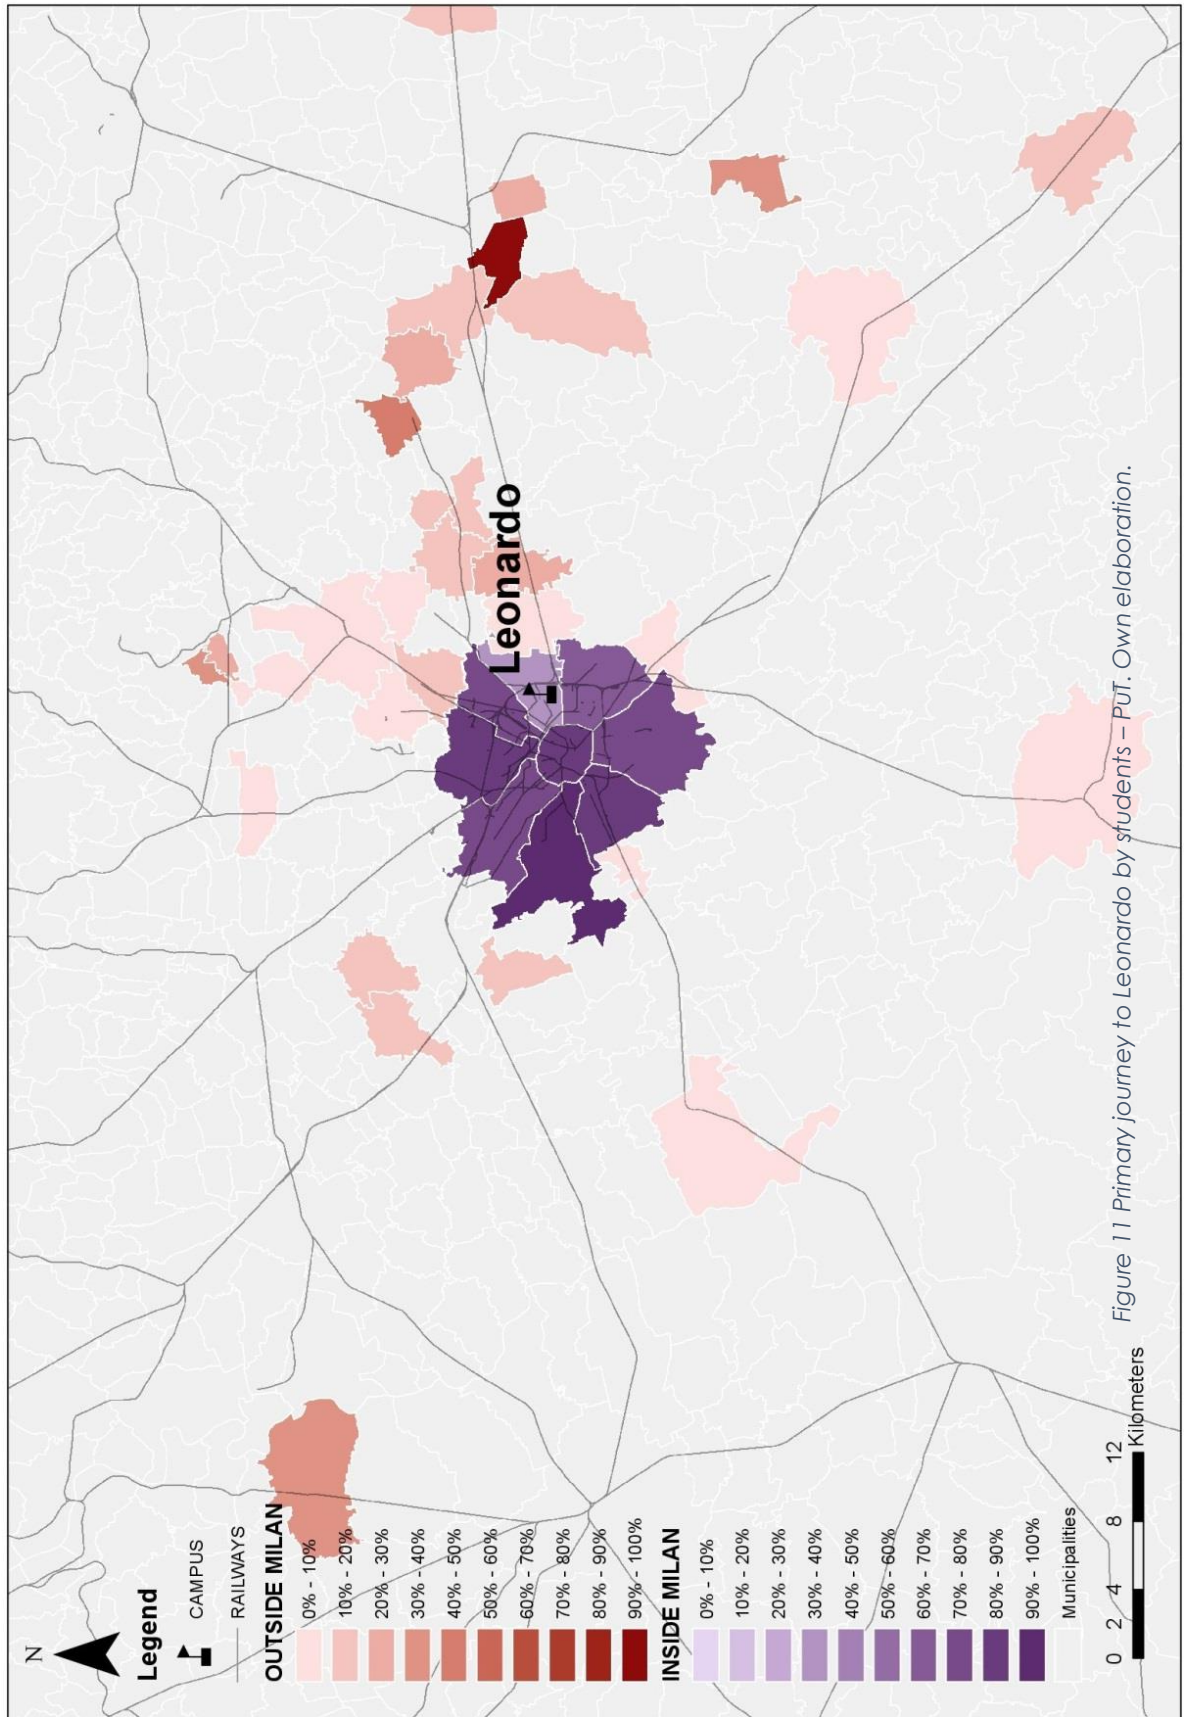 N
Legend
CAMPUS
RAILWAYS
OUTSIDE MILAN
0% - 10%
10% - 20%
20% - 30%
30% - 40%
40% - 50%
50% - 60%
60% - 70%
70% - 80%
80% - 90%
90% - 100%
INSIDE MILAN
0% - 10%
10% - 20%
20% - 30%
30% - 40%
40% - 50%
50% - 60%
60% - 70%
70% - 80%
80% - 90%
90% - 100%
Municipalities
0 2 4 8 12
Kilometers
Leonardo
Figure 11 Primary journey to Leonardo by students – PuT. Own elaboration.